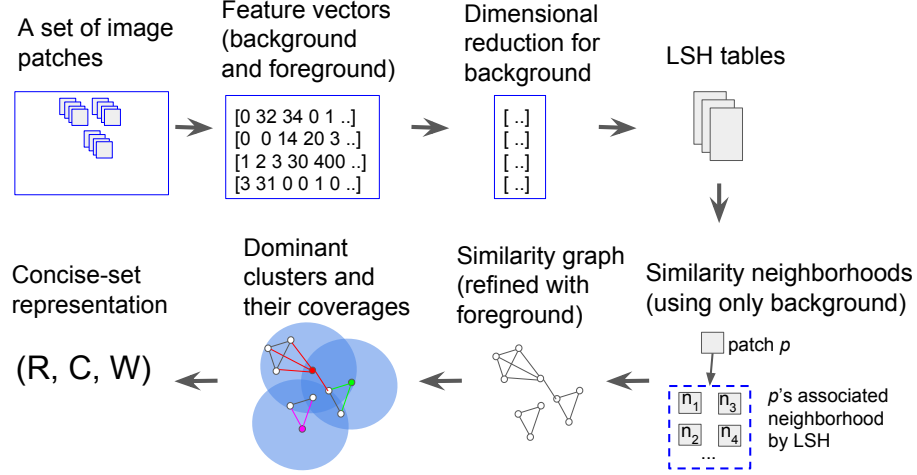 A set of image
patches
Feature vectors
(background
and foreground)
Dimensional
reduction for
background
LSH tables
[0 32 34 0 1 ..]
[0 0 14 20 3 ..]
[1 2 3 30 400 ..]
[3 31 0 0 1 0 ..]
[ ..]
[ ..]
[ ..]
[ ..]
Concise-set
representation
(R, C, W)
Dominant
clusters and
their coverages
Similarity graph
(refined with
foreground)
Similarity neighborhoods
(using only background)
patch p
n1 n3
n2 n4
...
p's associated
neighborhood
by LSH